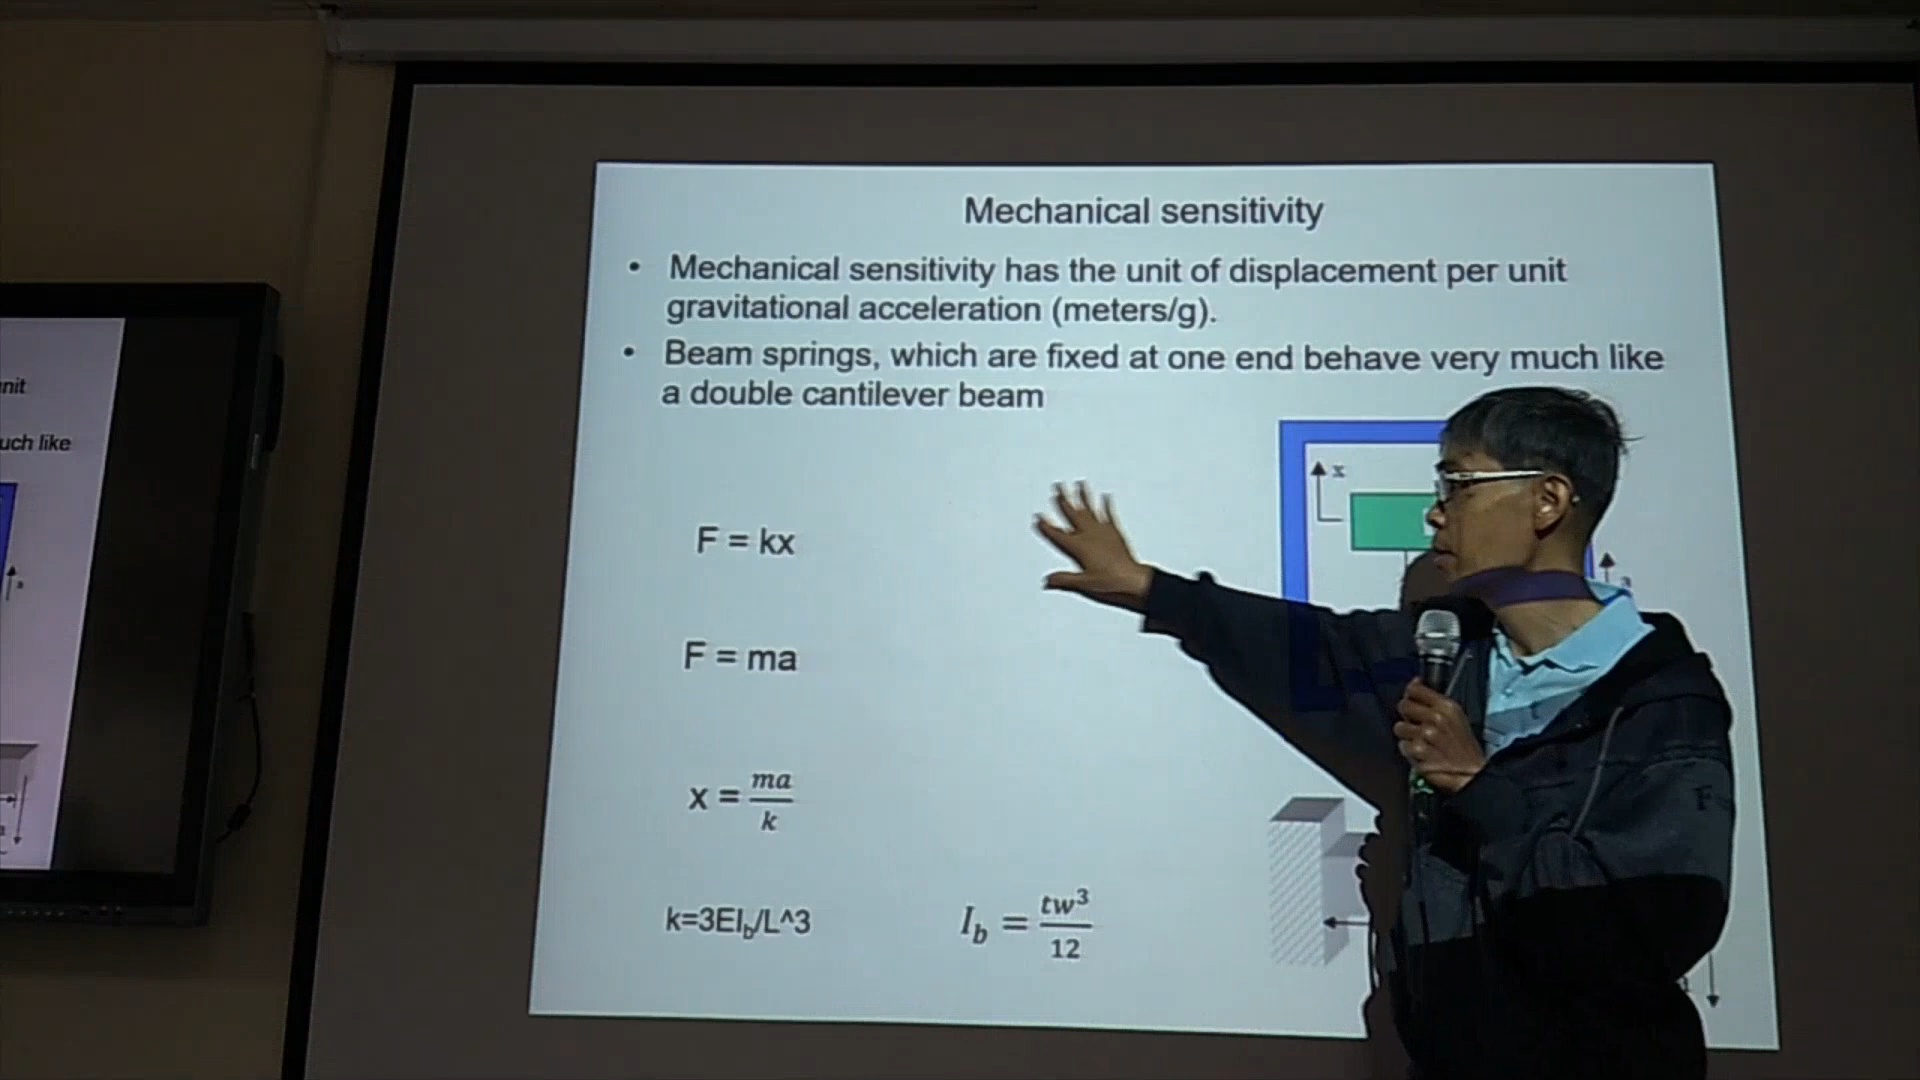 Mechanical sensitivity
• Mechanical sensitivity has the unit of displacement per unit
gravitational acceleration (meters/g).
• Beam springs, which are fixed at one end behave very much like
a double cantilever beam
x
F = kx
F = ma
x = ma/k
k=3EI_b/L^3
I_b = tw³/12
a
F
nit
uch like